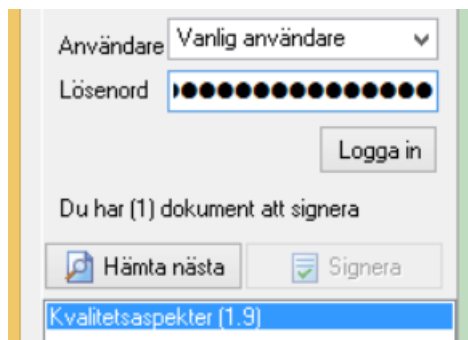 Användare Vanlig användare
Lösenord
Logga in
Du har (1) dokument att signera
Hämta nästa Signera
Kvalitetsaspekter (1.9)